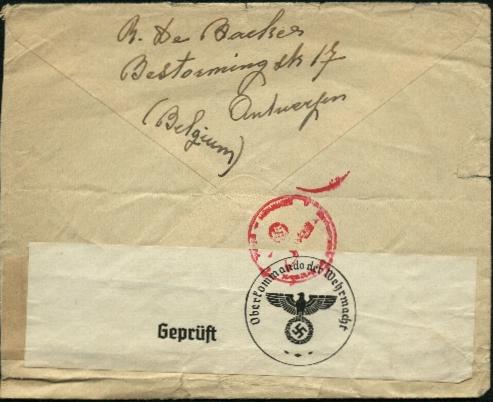 R. De Backer
Bestormingstr 17
Antwerpen
(Belgium)
Oberkommando der Wehrmacht
Geprüft